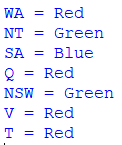 WA = Red
NT = Green
SA = Blue
Q = Red
NSW = Green
V = Red
T = Red